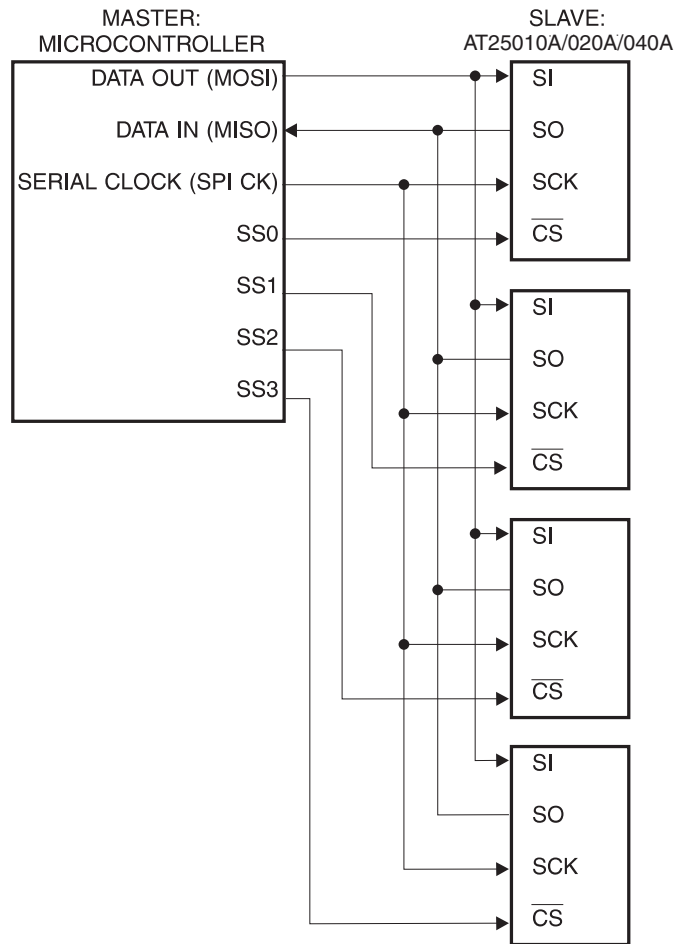 MASTER:
MICROCONTROLLER
DATA OUT (MOSI)
DATA IN (MISO)
SERIAL CLOCK (SPI CK)
SS0
SS1
SS2
SS3
SLAVE:
AT25010A/020A/040A
SI
SO
SCK
CS
SI
SO
SCK
CS
SI
SO
SCK
CS
SI
SO
SCK
CS